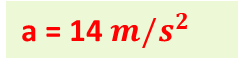 a = 14 m/s²